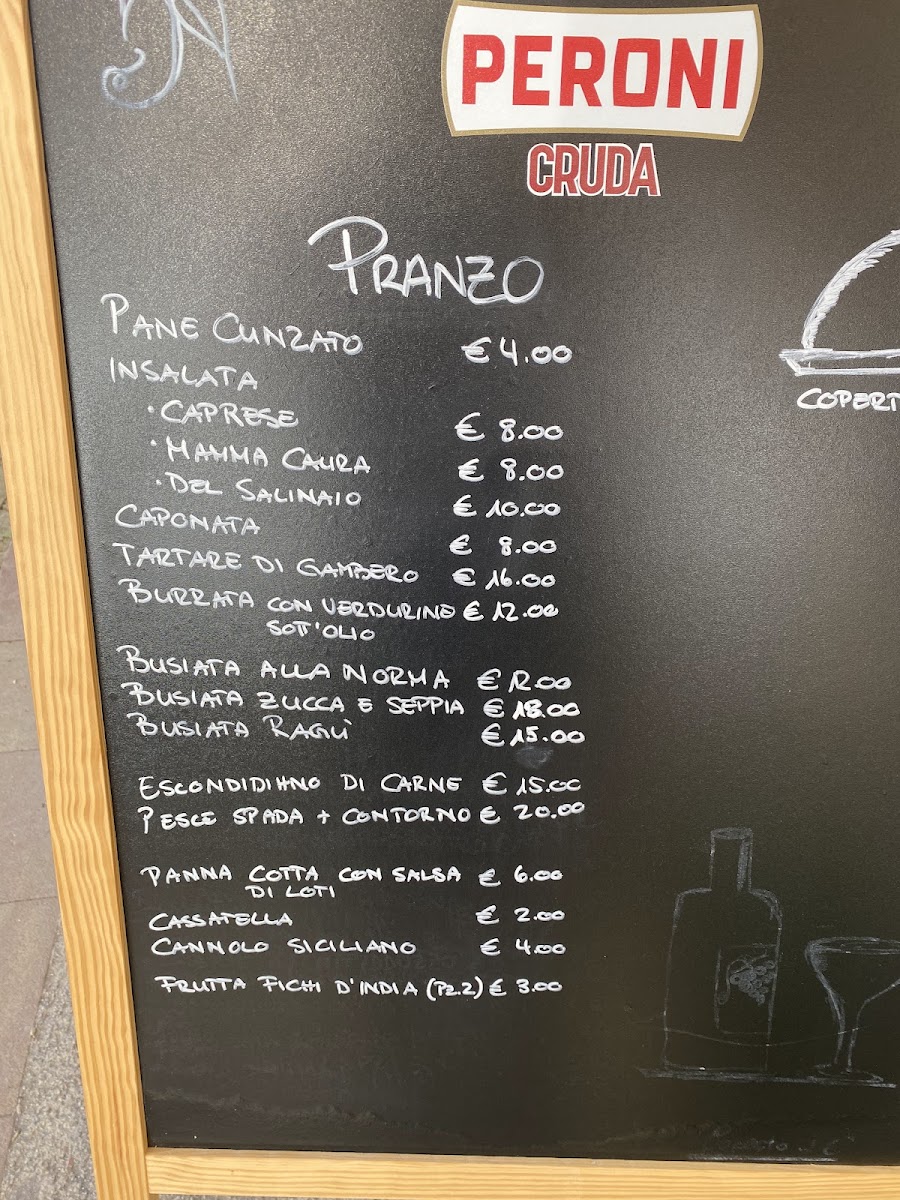 N
PERONI
CRUDA
PRANZO
PANE CUNZATO € 4.00
INSALATA
• CAPRESE € 8.00
• MAMMA CAURA € 8.00
• DEL SALINAIO € 10.00
CAPONATA € 8.00
TARTARE DI GAMBERO € 16.00
BURRATA CON VERDURINE € 12.00
SOTT'OLIO
BUSIATA ALLA NORMA € 12.00
BUSIATA ZUCCA E SEPPIA € 18.00
BUSIATA RAGÙ € 15.00
DI CARNE € 15.00
PESCE SPADA + CONTORNO € 20.00
PANNA COTTA CON SALSA € 6.00
DI LOTI
CASSATELLA € 2.00
CANNOLO SICILIANO € 4.00
FRUTTA FICHI D'INDIA (PZ.2) € 3.00
COPERT